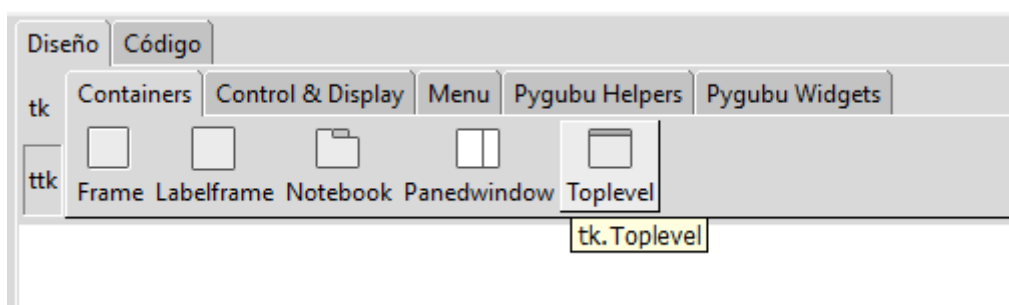 Diseño Código
tk Containers Control & Display Menu Pygubu Helpers Pygubu Widgets
ttk Frame Labelframe Notebook Panedwindow Toplevel
tk.Toplevel